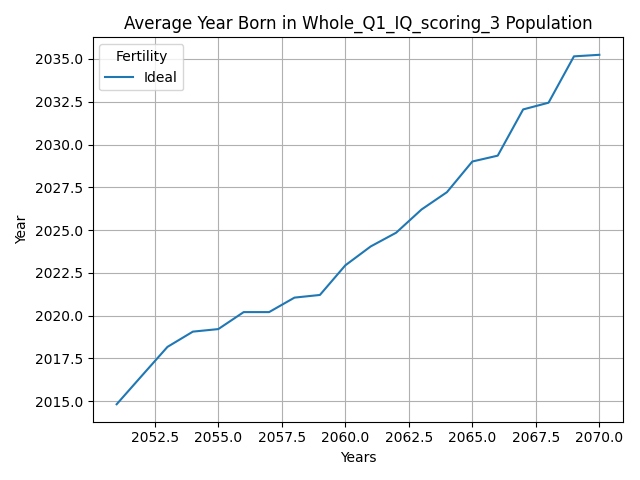 Average Year Born in Whole_Q1_IQ_scoring_3 Population
Fertility
Ideal
2035.0
2032.5
2030.0
2027.5
2025.0
2022.5
2020.0
2017.5
2015.0
Year
2052.5 2055.0 2057.5 2060.0 2062.5 2065.0 2067.5 2070.0
Years